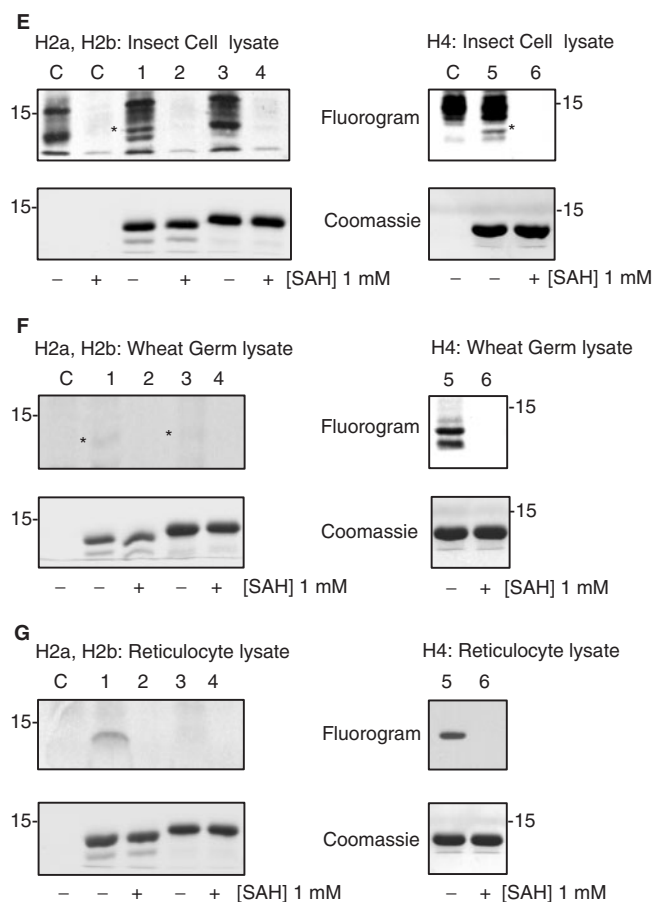 E
H2a, H2b: Insect Cell lysate
C C 1 2 3 4
15-
*
15-
– + – + – + [SAH] 1 mM
H4: Insect Cell lysate
C 5 6
Fluorogram
-15
*
Coomassie
-15
– – + [SAH] 1 mM
F
H2a, H2b: Wheat Germ lysate
C 1 2 3 4
15-
* *
15-
– – + – + [SAH] 1 mM
H4: Wheat Germ lysate
5 6
Fluorogram
-15
Coomassie
-15
– + [SAH] 1 mM
G
H2a, H2b: Reticulocyte lysate
C 1 2 3 4
15-
15-
– – + – + [SAH] 1 mM
H4: Reticulocyte lysate
5 6
Fluorogram
Coomassie
-15
– + [SAH] 1 mM